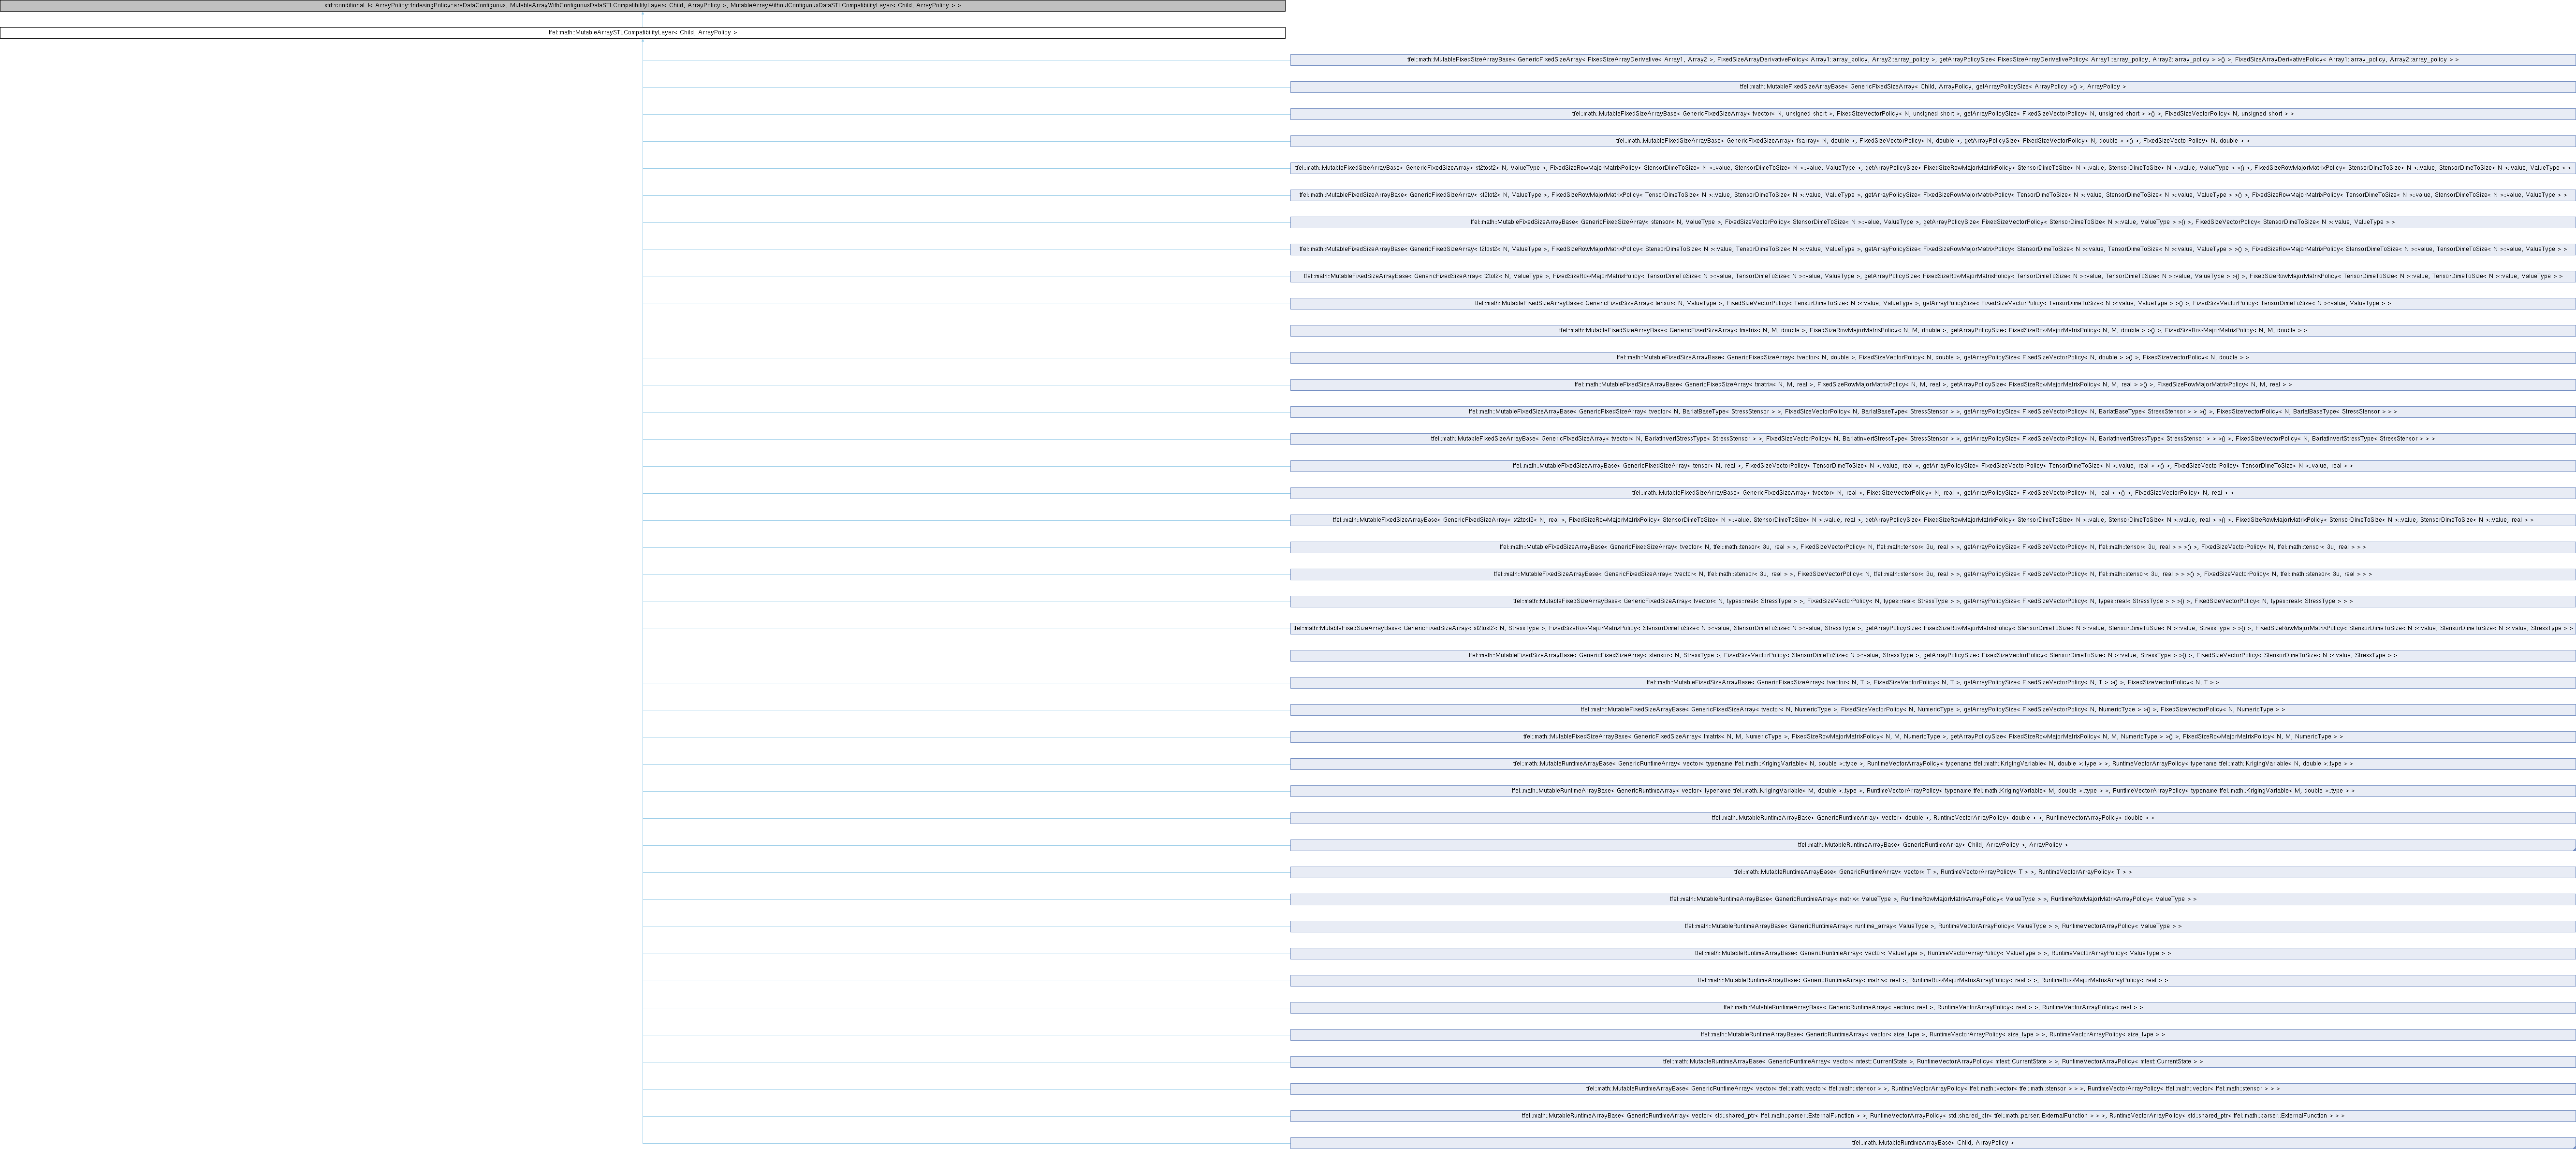 std::conditional_t< ArrayPolicy::IndexingPolicy::areDataContiguous, MutableArrayWithContiguousDataSTLCompatibilityLayer< Child, ArrayPolicy >, MutableArrayWithoutContiguousDataSTLCompatibilityLayer< Child, ArrayPolicy > >
tfel::math::MutableArraySTLCompatibilityLayer< Child, ArrayPolicy >
tfel::math::MutableFixedSizeArrayBase< GenericFixedSizeArray< FixedSizeArrayDerivative< Array1, Array2 >, FixedSizeArrayDerivativePolicy< Array1::array_policy, Array2::array_policy >, getArrayPolicySize< FixedSizeArrayDerivativePolicy< Array1::array_policy, Array2::array_policy > >() >, FixedSizeArrayDerivativePolicy< Array1::array_policy, Array2::array_policy > >
tfel::math::MutableFixedSizeArrayBase< GenericFixedSizeArray< Child, ArrayPolicy, getArrayPolicySize< ArrayPolicy >() >, ArrayPolicy >
tfel::math::MutableFixedSizeArrayBase< GenericFixedSizeArray< tvector< N, unsigned short >, FixedSizeVectorPolicy< N, unsigned short >, getArrayPolicySize< FixedSizeVectorPolicy< N, unsigned short > >() >, FixedSizeVectorPolicy< N, unsigned short > >
tfel::math::MutableFixedSizeArrayBase< GenericFixedSizeArray< fsarray< N, double >, FixedSizeVectorPolicy< N, double >, getArrayPolicySize< FixedSizeVectorPolicy< N, double > >() >, FixedSizeVectorPolicy< N, double > >
tfel::math::MutableFixedSizeArrayBase< GenericFixedSizeArray< st2tost2< N, ValueType >, FixedSizeRowMajorMatrixPolicy< StensorDimeToSize< N >::value, StensorDimeToSize< N >::value, ValueType >, getArrayPolicySize< FixedSizeRowMajorMatrixPolicy< StensorDimeToSize< N >::value, StensorDimeToSize< N >::value, ValueType > >() >, FixedSizeRowMajorMatrixPolicy< StensorDimeToSize< N >::value, StensorDimeToSize< N >::value, ValueType > >
tfel::math::MutableFixedSizeArrayBase< GenericFixedSizeArray< st2tot2< N, ValueType >, FixedSizeRowMajorMatrixPolicy< TensorDimeToSize< N >::value, StensorDimeToSize< N >::value, ValueType >, getArrayPolicySize< FixedSizeRowMajorMatrixPolicy< TensorDimeToSize< N >::value, StensorDimeToSize< N >::value, ValueType > >() >, FixedSizeRowMajorMatrixPolicy< TensorDimeToSize< N >::value, StensorDimeToSize< N >::value, ValueType > >
tfel::math::MutableFixedSizeArrayBase< GenericFixedSizeArray< stensor< N, ValueType >, FixedSizeVectorPolicy< StensorDimeToSize< N >::value, ValueType >, getArrayPolicySize< FixedSizeVectorPolicy< StensorDimeToSize< N >::value, ValueType > >() >, FixedSizeVectorPolicy< StensorDimeToSize< N >::value, ValueType > >
tfel::math::MutableFixedSizeArrayBase< GenericFixedSizeArray< t2tost2< N, ValueType >, FixedSizeRowMajorMatrixPolicy< StensorDimeToSize< N >::value, TensorDimeToSize< N >::value, ValueType >, getArrayPolicySize< FixedSizeRowMajorMatrixPolicy< StensorDimeToSize< N >::value, TensorDimeToSize< N >::value, ValueType > >() >, FixedSizeRowMajorMatrixPolicy< StensorDimeToSize< N >::value, TensorDimeToSize< N >::value, ValueType > >
tfel::math::MutableFixedSizeArrayBase< GenericFixedSizeArray< t2tot2< N, ValueType >, FixedSizeRowMajorMatrixPolicy< TensorDimeToSize< N >::value, TensorDimeToSize< N >::value, ValueType >, getArrayPolicySize< FixedSizeRowMajorMatrixPolicy< TensorDimeToSize< N >::value, TensorDimeToSize< N >::value, ValueType > >() >, FixedSizeRowMajorMatrixPolicy< TensorDimeToSize< N >::value, TensorDimeToSize< N >::value, ValueType > >
tfel::math::MutableFixedSizeArrayBase< GenericFixedSizeArray< tensor< N, ValueType >, FixedSizeVectorPolicy< TensorDimeToSize< N >::value, ValueType >, getArrayPolicySize< FixedSizeVectorPolicy< TensorDimeToSize< N >::value, ValueType > >() >, FixedSizeVectorPolicy< TensorDimeToSize< N >::value, ValueType > >
tfel::math::MutableFixedSizeArrayBase< GenericFixedSizeArray< tmatrix< N, M, double >, FixedSizeRowMajorMatrixPolicy< N, M, double >, getArrayPolicySize< FixedSizeRowMajorMatrixPolicy< N, M, double > >() >, FixedSizeRowMajorMatrixPolicy< N, M, double > >
tfel::math::MutableFixedSizeArrayBase< GenericFixedSizeArray< tvector< N, double >, FixedSizeVectorPolicy< N, double >, getArrayPolicySize< FixedSizeVectorPolicy< N, double > >() >, FixedSizeVectorPolicy< N, double > >
tfel::math::MutableFixedSizeArrayBase< GenericFixedSizeArray< tmatrix< N, M, real >, FixedSizeRowMajorMatrixPolicy< N, M, real >, getArrayPolicySize< FixedSizeRowMajorMatrixPolicy< N, M, real > >() >, FixedSizeRowMajorMatrixPolicy< N, M, real > >
tfel::math::MutableFixedSizeArrayBase< GenericFixedSizeArray< tvector< N, BarlatBaseType< StressStensor > >, FixedSizeVectorPolicy< N, BarlatBaseType< StressStensor > >, getArrayPolicySize< FixedSizeVectorPolicy< N, BarlatBaseType< StressStensor > > >() >, FixedSizeVectorPolicy< N, BarlatBaseType< StressStensor > > >
tfel::math::MutableFixedSizeArrayBase< GenericFixedSizeArray< tvector< N, BarlatInvertStressType< StressStensor > >, FixedSizeVectorPolicy< N, BarlatInvertStressType< StressStensor > >, getArrayPolicySize< FixedSizeVectorPolicy< N, BarlatInvertStressType< StressStensor > > >() >, FixedSizeVectorPolicy< N, BarlatInvertStressType< StressStensor > > >
tfel::math::MutableFixedSizeArrayBase< GenericFixedSizeArray< tensor< N, real >, FixedSizeVectorPolicy< TensorDimeToSize< N >::value, real >, getArrayPolicySize< FixedSizeVectorPolicy< TensorDimeToSize< N >::value, real > >() >, FixedSizeVectorPolicy< TensorDimeToSize< N >::value, real > >
tfel::math::MutableFixedSizeArrayBase< GenericFixedSizeArray< tvector< N, real >, FixedSizeVectorPolicy< N, real >, getArrayPolicySize< FixedSizeVectorPolicy< N, real > >() >, FixedSizeVectorPolicy< N, real > >
tfel::math::MutableFixedSizeArrayBase< GenericFixedSizeArray< st2tost2< N, real >, FixedSizeRowMajorMatrixPolicy< StensorDimeToSize< N >::value, StensorDimeToSize< N >::value, real >, getArrayPolicySize< FixedSizeRowMajorMatrixPolicy< StensorDimeToSize< N >::value, StensorDimeToSize< N >::value, real > >() >, FixedSizeRowMajorMatrixPolicy< StensorDimeToSize< N >::value, StensorDimeToSize< N >::value, real > >
tfel::math::MutableFixedSizeArrayBase< GenericFixedSizeArray< tvector< N, tfel::math::tensor< 3u, real > >, FixedSizeVectorPolicy< N, tfel::math::tensor< 3u, real > >, getArrayPolicySize< FixedSizeVectorPolicy< N, tfel::math::tensor< 3u, real > > >() >, FixedSizeVectorPolicy< N, tfel::math::tensor< 3u, real > > >
tfel::math::MutableFixedSizeArrayBase< GenericFixedSizeArray< tvector< N, tfel::math::stensor< 3u, real > >, FixedSizeVectorPolicy< N, tfel::math::stensor< 3u, real > >, getArrayPolicySize< FixedSizeVectorPolicy< N, tfel::math::stensor< 3u, real > > >() >, FixedSizeVectorPolicy< N, tfel::math::stensor< 3u, real > > >
tfel::math::MutableFixedSizeArrayBase< GenericFixedSizeArray< tvector< N, types::real< StressType > >, FixedSizeVectorPolicy< N, types::real< StressType > >, getArrayPolicySize< FixedSizeVectorPolicy< N, types::real< StressType > > >() >, FixedSizeVectorPolicy< N, types::real< StressType > > >
tfel::math::MutableFixedSizeArrayBase< GenericFixedSizeArray< st2tost2< N, StressType >, FixedSizeRowMajorMatrixPolicy< StensorDimeToSize< N >::value, StensorDimeToSize< N >::value, StressType >, getArrayPolicySize< FixedSizeRowMajorMatrixPolicy< StensorDimeToSize< N >::value, StensorDimeToSize< N >::value, StressType > >() >, FixedSizeRowMajorMatrixPolicy< StensorDimeToSize< N >::value, StensorDimeToSize< N >::value, StressType > >
tfel::math::MutableFixedSizeArrayBase< GenericFixedSizeArray< stensor< N, StressType >, FixedSizeVectorPolicy< StensorDimeToSize< N >::value, StressType >, getArrayPolicySize< FixedSizeVectorPolicy< StensorDimeToSize< N >::value, StressType > >() >, FixedSizeVectorPolicy< StensorDimeToSize< N >::value, StressType > >
tfel::math::MutableFixedSizeArrayBase< GenericFixedSizeArray< tvector< N, T >, FixedSizeVectorPolicy< N, T >, getArrayPolicySize< FixedSizeVectorPolicy< N, T > >() >, FixedSizeVectorPolicy< N, T > >
tfel::math::MutableFixedSizeArrayBase< GenericFixedSizeArray< tvector< N, NumericType >, FixedSizeVectorPolicy< N, NumericType >, getArrayPolicySize< FixedSizeVectorPolicy< N, NumericType > >() >, FixedSizeVectorPolicy< N, NumericType > >
tfel::math::MutableFixedSizeArrayBase< GenericFixedSizeArray< tmatrix< N, M, NumericType >, FixedSizeRowMajorMatrixPolicy< N, M, NumericType >, getArrayPolicySize< FixedSizeRowMajorMatrixPolicy< N, M, NumericType > >() >, FixedSizeRowMajorMatrixPolicy< N, M, NumericType > >
tfel::math::MutableRuntimeArrayBase< GenericRuntimeArray< vector< typename tfel::math::KrigingVariable< N, double >::type >, RuntimeVectorArrayPolicy< typename tfel::math::KrigingVariable< N, double >::type > >, RuntimeVectorArrayPolicy< typename tfel::math::KrigingVariable< N, double >::type > >
tfel::math::MutableRuntimeArrayBase< GenericRuntimeArray< vector< typename tfel::math::KrigingVariable< M, double >::type >, RuntimeVectorArrayPolicy< typename tfel::math::KrigingVariable< M, double >::type > >, RuntimeVectorArrayPolicy< typename tfel::math::KrigingVariable< M, double >::type > >
tfel::math::MutableRuntimeArrayBase< GenericRuntimeArray< vector< double >, RuntimeVectorArrayPolicy< double > >, RuntimeVectorArrayPolicy< double > >
tfel::math::MutableRuntimeArrayBase< GenericRuntimeArray< Child, ArrayPolicy >, ArrayPolicy >
tfel::math::MutableRuntimeArrayBase< GenericRuntimeArray< vector< T >, RuntimeVectorArrayPolicy< T > >, RuntimeVectorArrayPolicy< T > >
tfel::math::MutableRuntimeArrayBase< GenericRuntimeArray< matrix< ValueType >, RuntimeRowMajorMatrixArrayPolicy< ValueType > >, RuntimeRowMajorMatrixArrayPolicy< ValueType > >
tfel::math::MutableRuntimeArrayBase< GenericRuntimeArray< runtime_array< ValueType >, RuntimeVectorArrayPolicy< ValueType > >, RuntimeVectorArrayPolicy< ValueType > >
tfel::math::MutableRuntimeArrayBase< GenericRuntimeArray< vector< ValueType >, RuntimeVectorArrayPolicy< ValueType > >, RuntimeVectorArrayPolicy< ValueType > >
tfel::math::MutableRuntimeArrayBase< GenericRuntimeArray< matrix< real >, RuntimeRowMajorMatrixArrayPolicy< real > >, RuntimeRowMajorMatrixArrayPolicy< real > >
tfel::math::MutableRuntimeArrayBase< GenericRuntimeArray< vector< real >, RuntimeVectorArrayPolicy< real > >, RuntimeVectorArrayPolicy< real > >
tfel::math::MutableRuntimeArrayBase< GenericRuntimeArray< vector< size_type >, RuntimeVectorArrayPolicy< size_type > >, RuntimeVectorArrayPolicy< size_type > >
tfel::math::MutableRuntimeArrayBase< GenericRuntimeArray< vector< mtest::CurrentState >, RuntimeVectorArrayPolicy< mtest::CurrentState > >, RuntimeVectorArrayPolicy< mtest::CurrentState > >
tfel::math::MutableRuntimeArrayBase< GenericRuntimeArray< vector< tfel::math::vector< tfel::math::stensor > >, RuntimeVectorArrayPolicy< tfel::math::vector< tfel::math::stensor > > >, RuntimeVectorArrayPolicy< tfel::math::vector< tfel::math::stensor > > >
tfel::math::MutableRuntimeArrayBase< GenericRuntimeArray< vector< std::shared_ptr< tfel::math::parser::ExternalFunction > >, RuntimeVectorArrayPolicy< std::shared_ptr< tfel::math::parser::ExternalFunction > > >, RuntimeVectorArrayPolicy< std::shared_ptr< tfel::math::parser::ExternalFunction > > >
tfel::math::MutableRuntimeArrayBase< Child, ArrayPolicy >